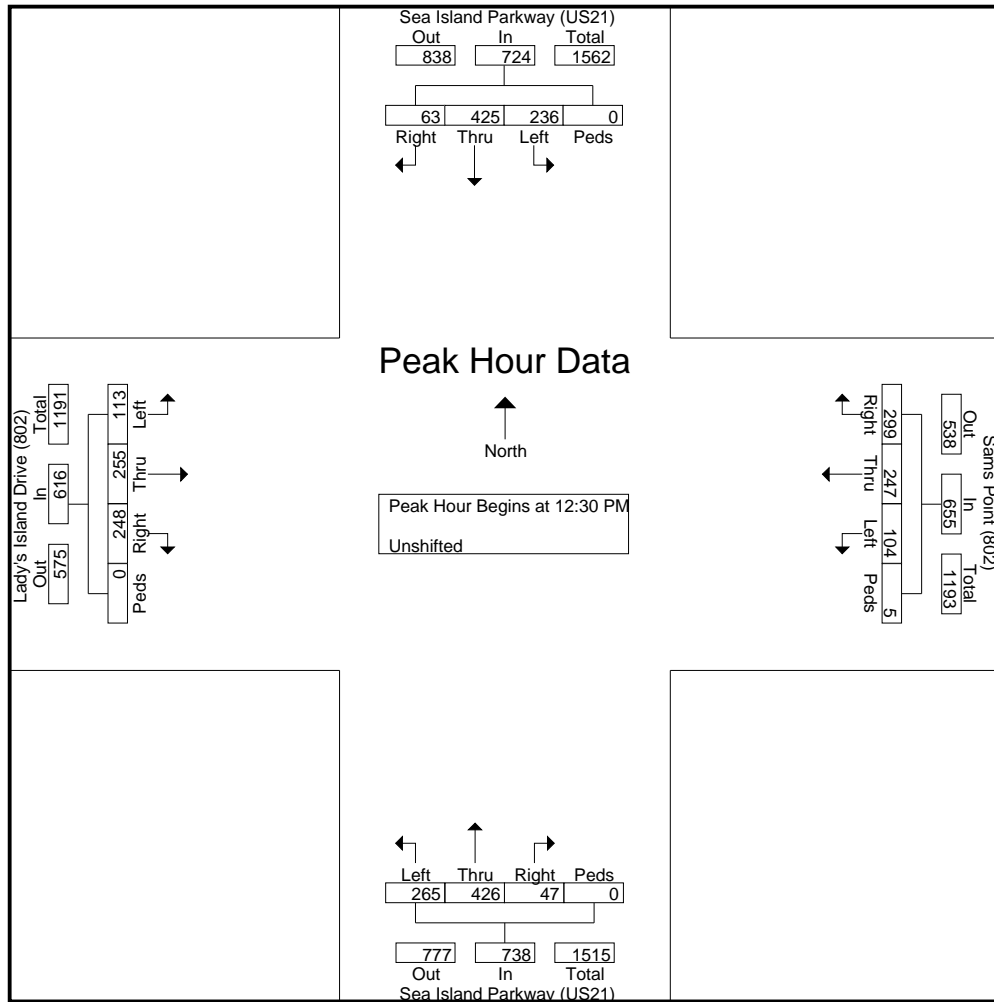 Sea Island Parkway (US21)
Out In Total
838 724 1562
63 425 236 0
Right Thru Left Peds
Peak Hour Data
North
Peak Hour Begins at 12:30 PM
Unshifted
Lady's Island Drive (802)
Total In Out
1191 616 575
113 255 248 0
Left Thru Right Peds
Right Thru Left Peds
299 247 104 5
538 655 1193
Out In Total
Sams Point (802)
Left Thru Right Peds
265 426 47 0
777 738 1515
Out In Total
Sea Island Parkway (US21)